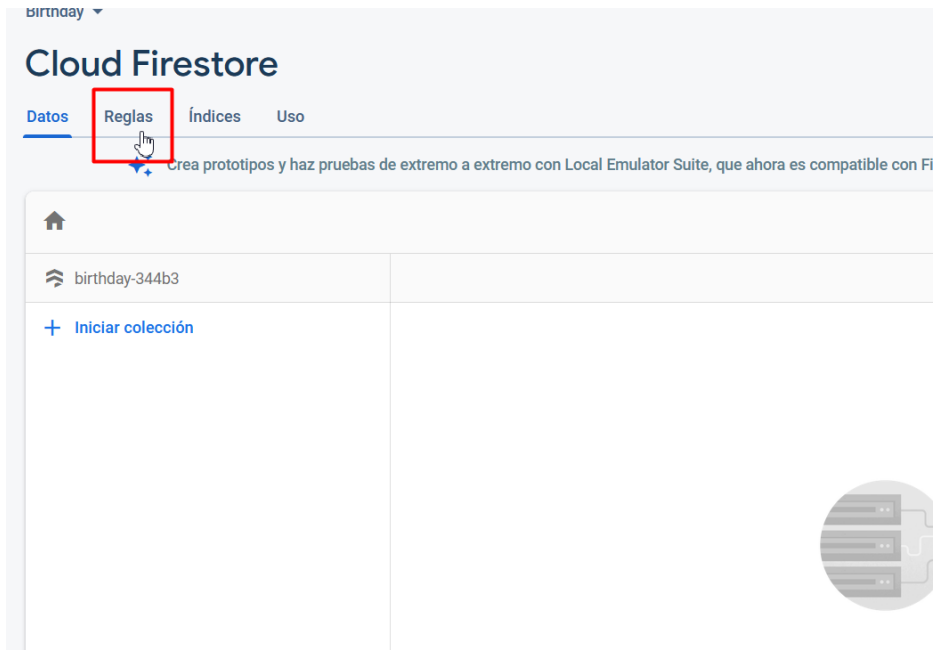 Birthday
Cloud Firestore
Datos Reglas Índices Uso
Crea prototipos y haz pruebas de extremo a extremo con Local Emulator Suite, que ahora es compatible con Fi
birthday-344b3
Iniciar colección